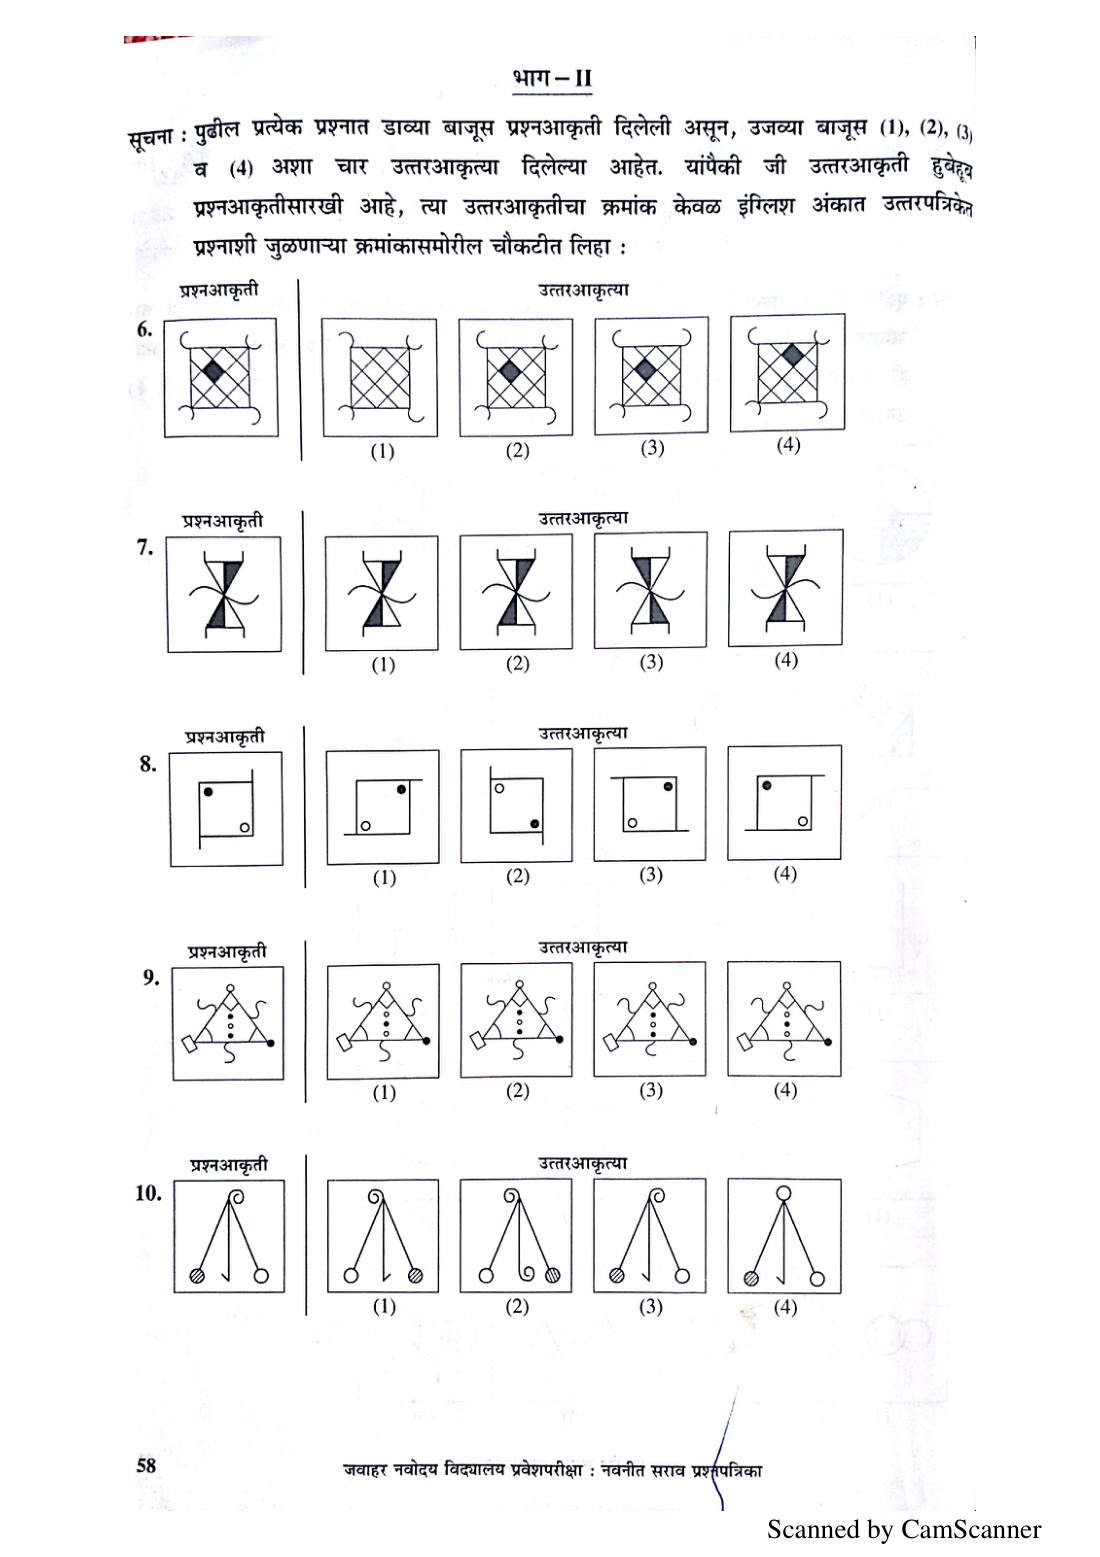 भाग – II
सूचना : पुढील प्रत्येक प्रश्नात डाव्या बाजूस प्रश्नआकृती दिलेली असून, उजव्या बाजूस (1), (2), (3)
व (4) अशा चार उत्तरआकृत्या दिलेल्या आहेत. यांपैकी जी उत्तरआकृती हुबेहूब
प्रश्नआकृतीसारखी आहे, त्या उत्तरआकृतीचा क्रमांक केवळ इंग्लिश अंकात उत्तरपत्रिकेत
प्रश्नाशी जुळणाऱ्या क्रमांकासमोरील चौकटीत लिहा :
प्रश्नआकृती उत्तरआकृत्या
6.
(1) (2) (3) (4)
प्रश्नआकृती उत्तरआकृत्या
7.
(1) (2) (3) (4)
प्रश्नआकृती उत्तरआकृत्या
8.
(1) (2) (3) (4)
प्रश्नआकृती उत्तरआकृत्या
9.
(1) (2) (3) (4)
प्रश्नआकृती उत्तरआकृत्या
10.
(1) (2) (3) (4)
58 जवाहर नवोदय विद्यालय प्रवेशपरीक्षा : नवनीत सराव प्रश्नपत्रिका
Scanned by CamScanner